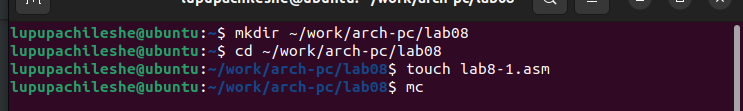 lupupachileshe@ubuntu: ~/work/arch-pc/lab08
lupupachileshe@ubuntu:~$ mkdir ~/work/arch-pc/lab08
lupupachileshe@ubuntu:~$ cd ~/work/arch-pc/lab08
lupupachileshe@ubuntu:~/work/arch-pc/lab08$ touch lab8-1.asm
lupupachileshe@ubuntu:~/work/arch-pc/lab08$ mc